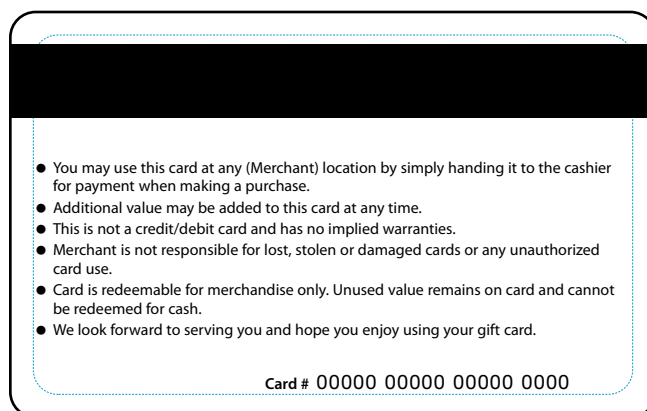 ● You may use this card at any (Merchant) location by simply handing it to the cashier
for payment when making a purchase.
● Additional value may be added to this card at any time.
● This is not a credit/debit card and has no implied warranties.
● Merchant is not responsible for lost, stolen or damaged cards or any unauthorized
card use.
● Card is redeemable for merchandise only. Unused value remains on card and cannot
be redeemed for cash.
● We look forward to serving you and hope you enjoy using your gift card.
Card # 00000 00000 00000 0000